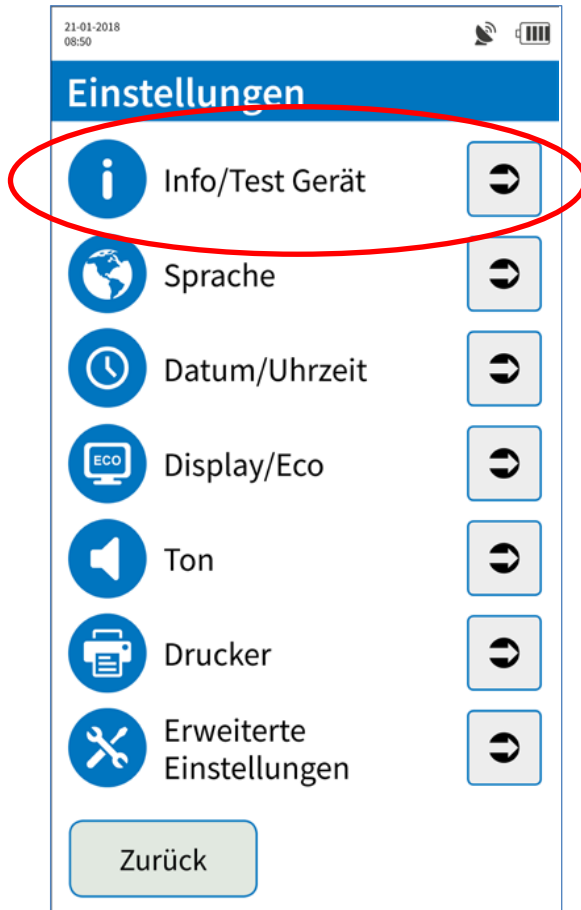 21-01-2018
08:50
Einstellungen
Info/Test Gerät
Sprache
Datum/Uhrzeit
ECO
Display/Eco
Ton
Drucker
Erweiterte
Einstellungen
Zurück